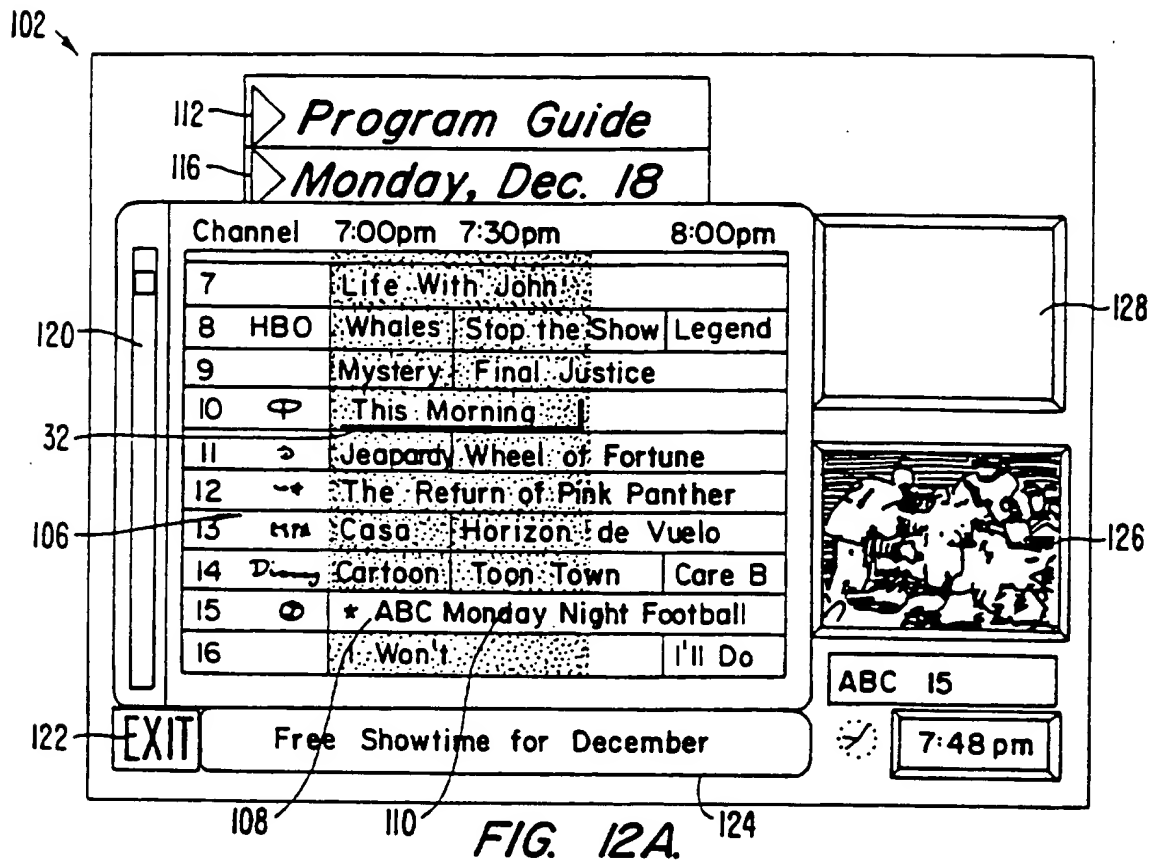 102
112 Program Guide
116 Monday, Dec. 18
Channel 7:00pm 7:30pm 8:00pm
7 Life With John
8 HBO Whales Stop the Show Legend
128
120
9 Mystery Final Justice
10 This Morning
32
11 Jeapardy Wheel of Fortune
12 The Return of Pink Panther
106
13 Casa Horizon de Vuelo
126
14 Disney Cartoon Toon Town Care B
15 * ABC Monday Night Football
16 I Won't I'll Do
ABC 15
122 EXIT Free Showtime for December
7:48 pm
108 110 124
FIG. 12A.